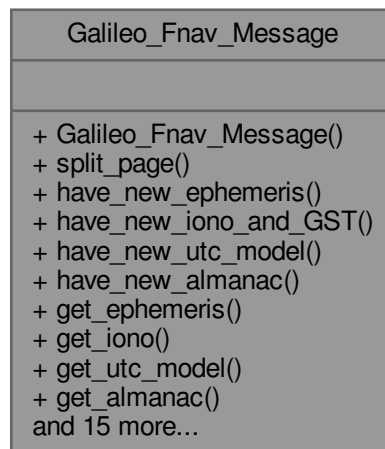 Galileo_Fnav_Message
+ Galileo_Fnav_Message()
+ split_page()
+ have_new_ephemeris()
+ have_new_iono_and_GST()
+ have_new_utc_model()
+ have_new_almanac()
+ get_ephemeris()
+ get_iono()
+ get_utc_model()
+ get_almanac()
and 15 more...